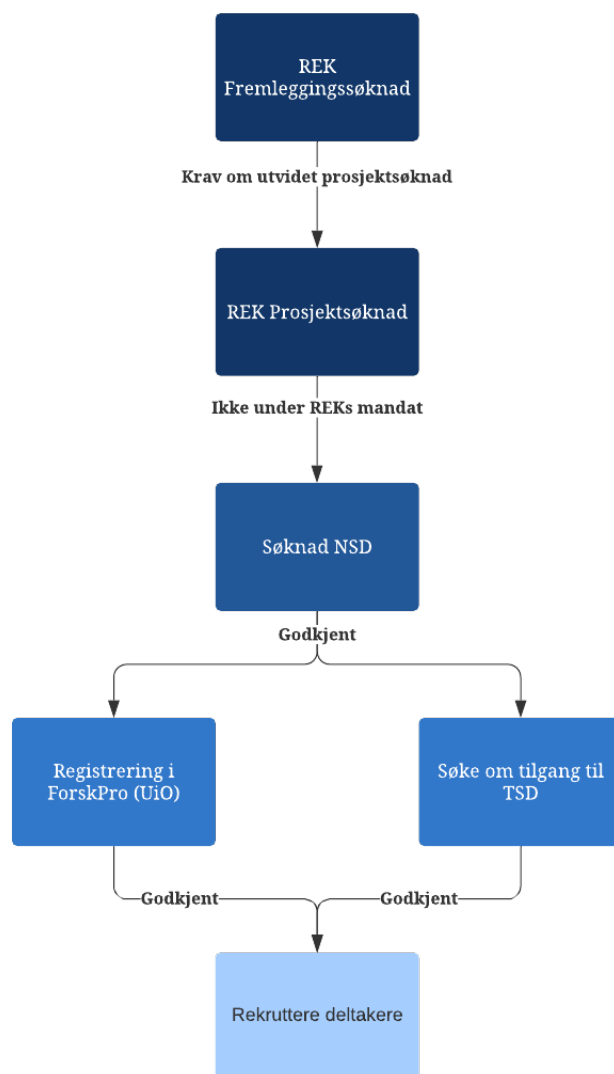 REK
Fremleggingssøknad
Krav om utvidet prosjektsøknad
REK Prosjektsøknad
Ikke under REKs mandat
Søknad NSD
Godkjent
Registrering i
ForskPro (UiO)
Søke om tilgang til
TSD
Godkjent
Godkjent
Rekruttere deltakere